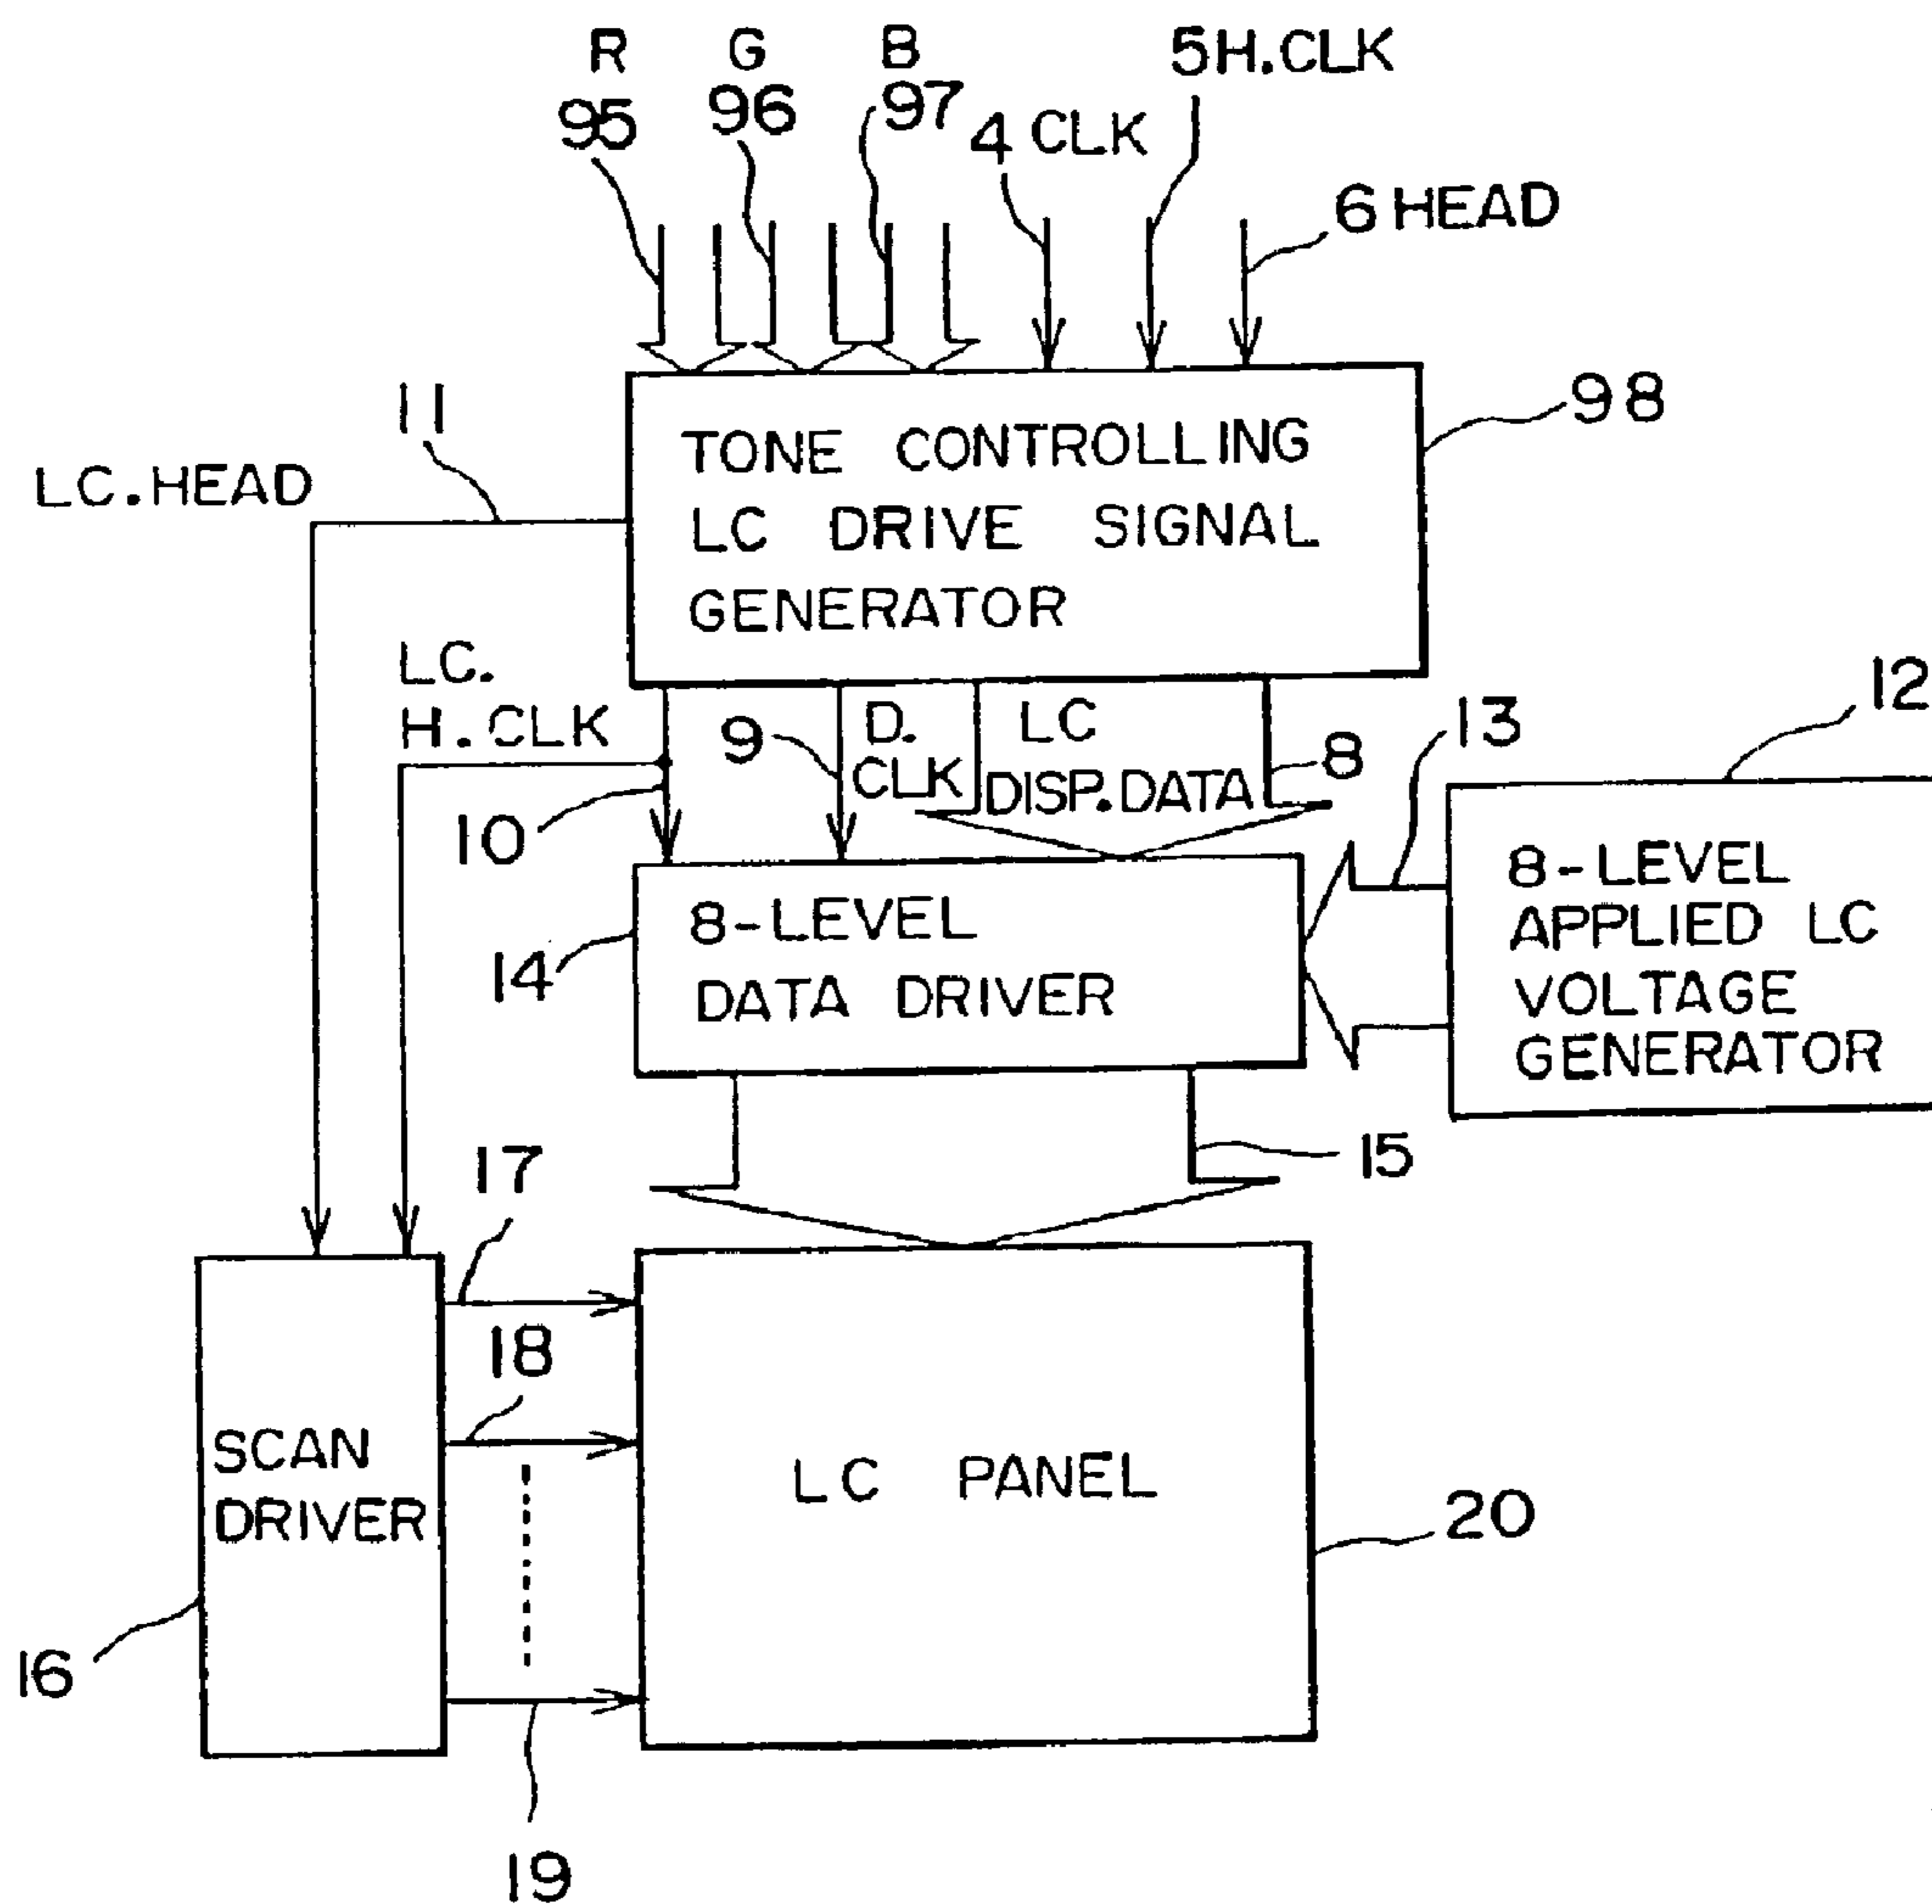 R G B 5H.CLK
95 96 97 4 CLK
6 HEAD
98
11
LC.HEAD
TONE CONTROLLING
LC DRIVE SIGNAL
GENERATOR
LC.
H.CLK
10
9
D.
CLK
LC
DISP.DATA
8
13
12
8-LEVEL
APPLIED LC
VOLTAGE
GENERATOR
14
8-LEVEL
DATA DRIVER
15
17
18
SCAN
DRIVER
LC PANEL
20
16
19